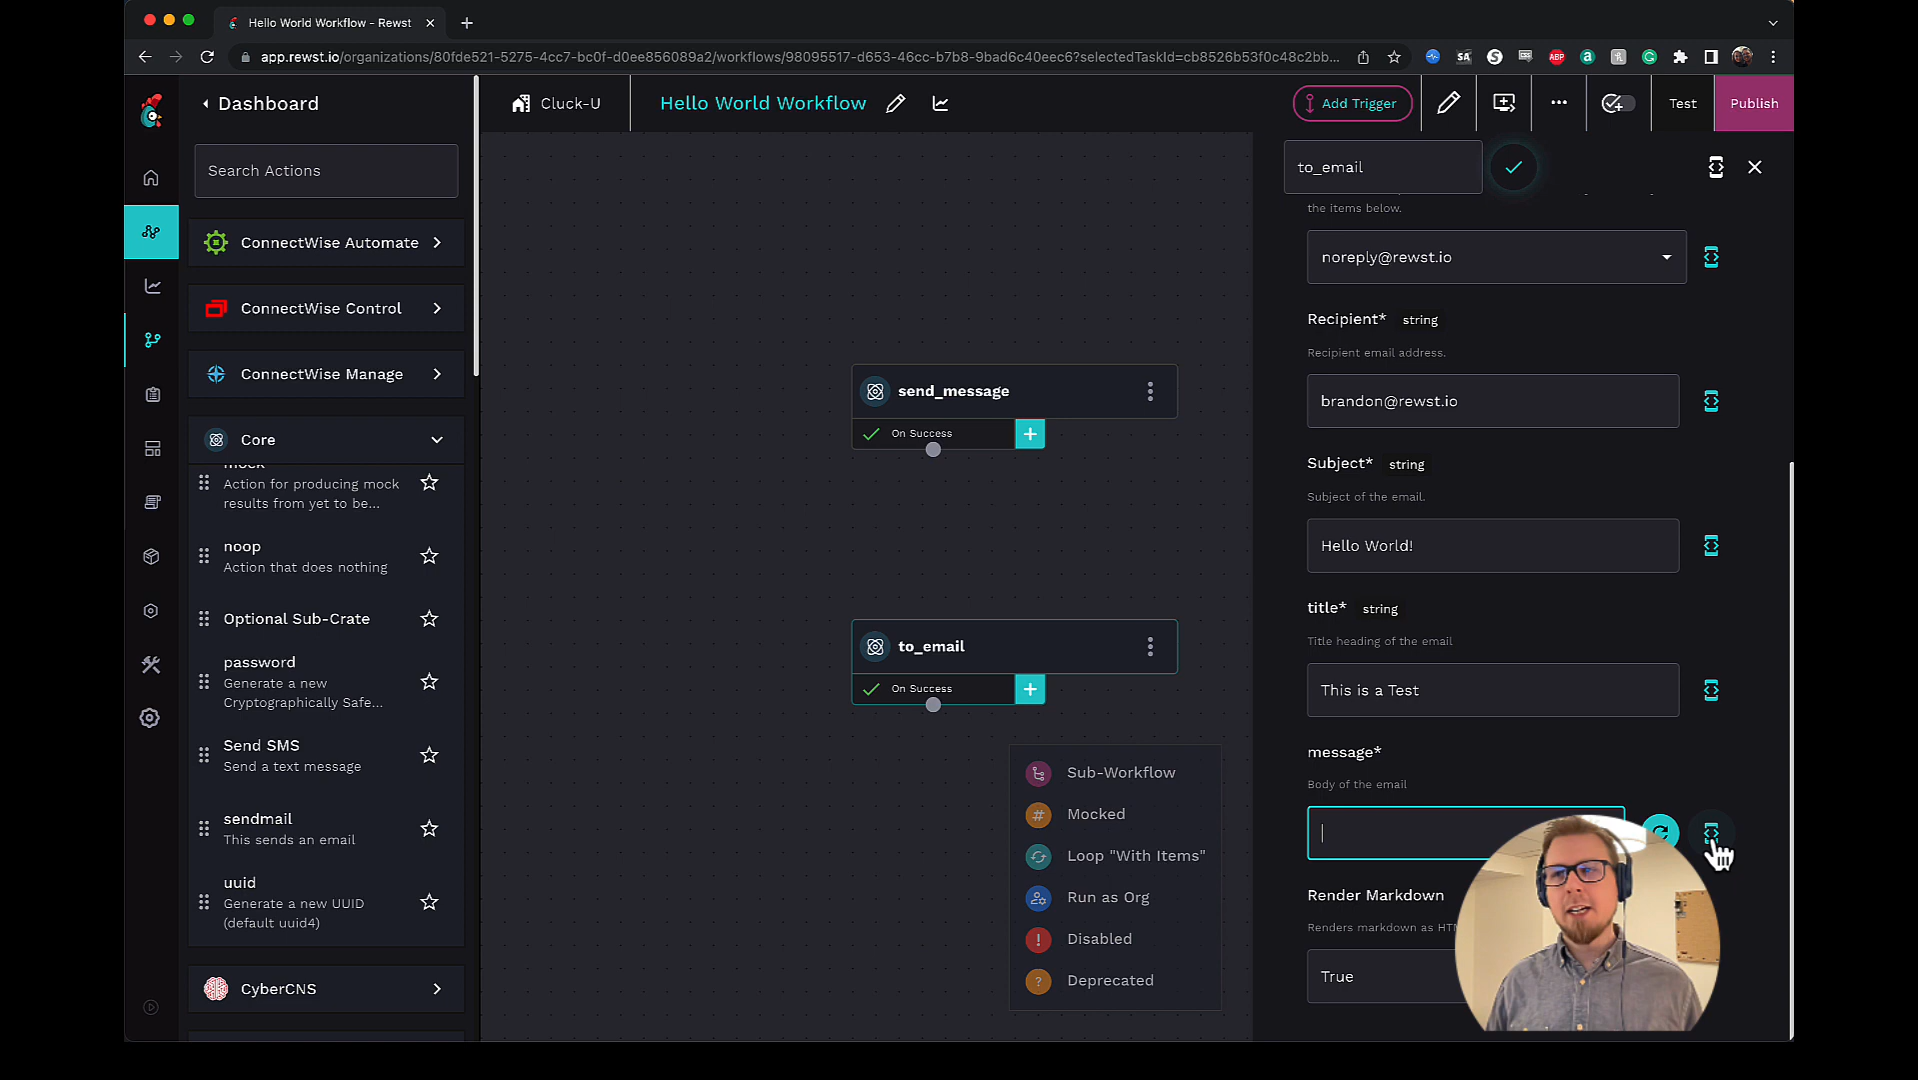 Hello World Workflow - Rewst
app.rewst.io/organizations/80fde521-5275-4cc7-bc0f-d0ee856089a2/workflows/98095517-d653-46cc-b7b8-9bad6c40eec6?selectedTaskId=cb8526b53f0c48c2bb...
SA
ABP
Dashboard
Cluck-U
Hello World Workflow
Add Trigger
Test
Publish
Search Actions
ConnectWise Automate
ConnectWise Control
ConnectWise Manage
Core
mock
Action for producing mock
results from yet to be...
noop
Action that does nothing
Optional Sub-Crate
password
Generate a new
Cryptographically Safe...
Send SMS
Send a text message
sendmail
This sends an email
uuid
Generate a new UUID
(default uuid4)
CyberCNS
send_message
On Success
to_email
On Success
Sub-Workflow
Mocked
Loop "With Items"
Run as Org
Disabled
Deprecated
to_email
the items below.
noreply@rewst.io
Recipient* string
Recipient email address.
brandon@rewst.io
Subject* string
Subject of the email.
Hello World!
title* string
Title heading of the email
This is a Test
message*
Body of the email
Render Markdown
Renders markdown as
True